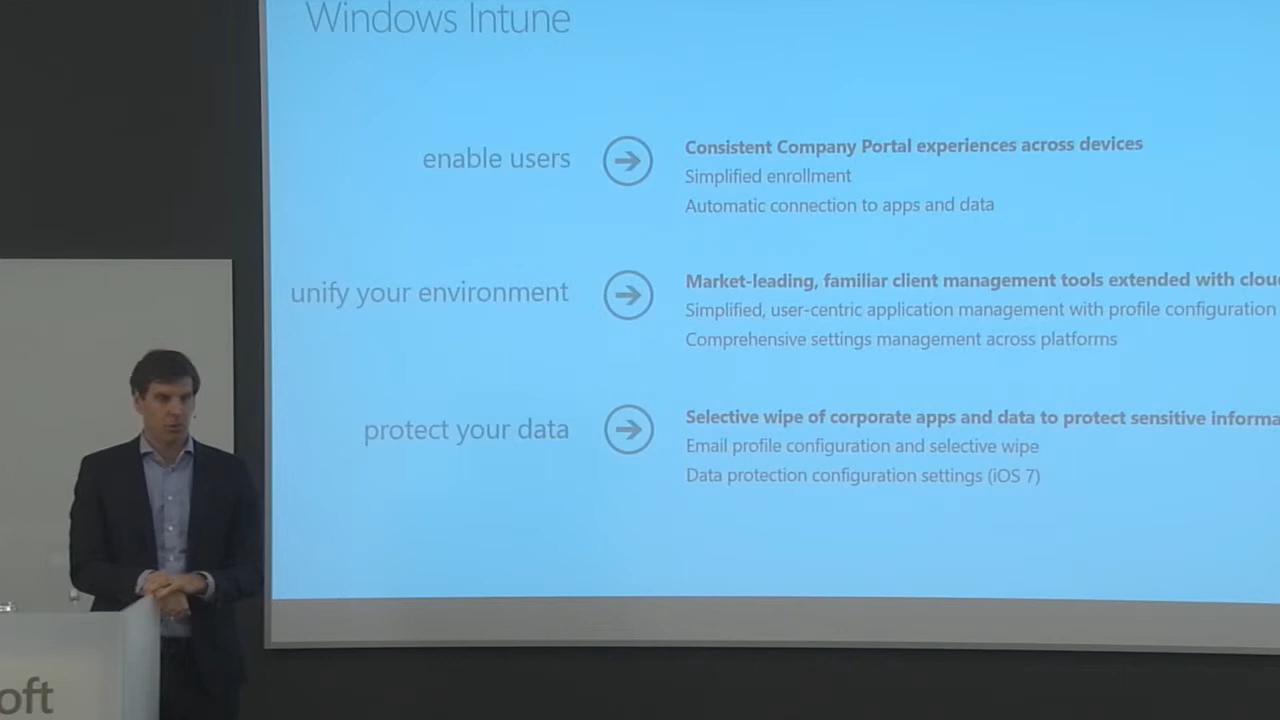 Windows Intune
enable users
Consistent Company Portal experiences across devices
Simplified enrollment
Automatic connection to apps and data
unify your environment
Market-leading, familiar client management tools extended with
Simplified, user-centric application management with profile configuration
Comprehensive settings management across platforms
protect your data
Selective wipe of corporate apps and data to protect sensitive
Email profile configuration and selective wipe
Data protection configuration settings (iOS 7)
oft